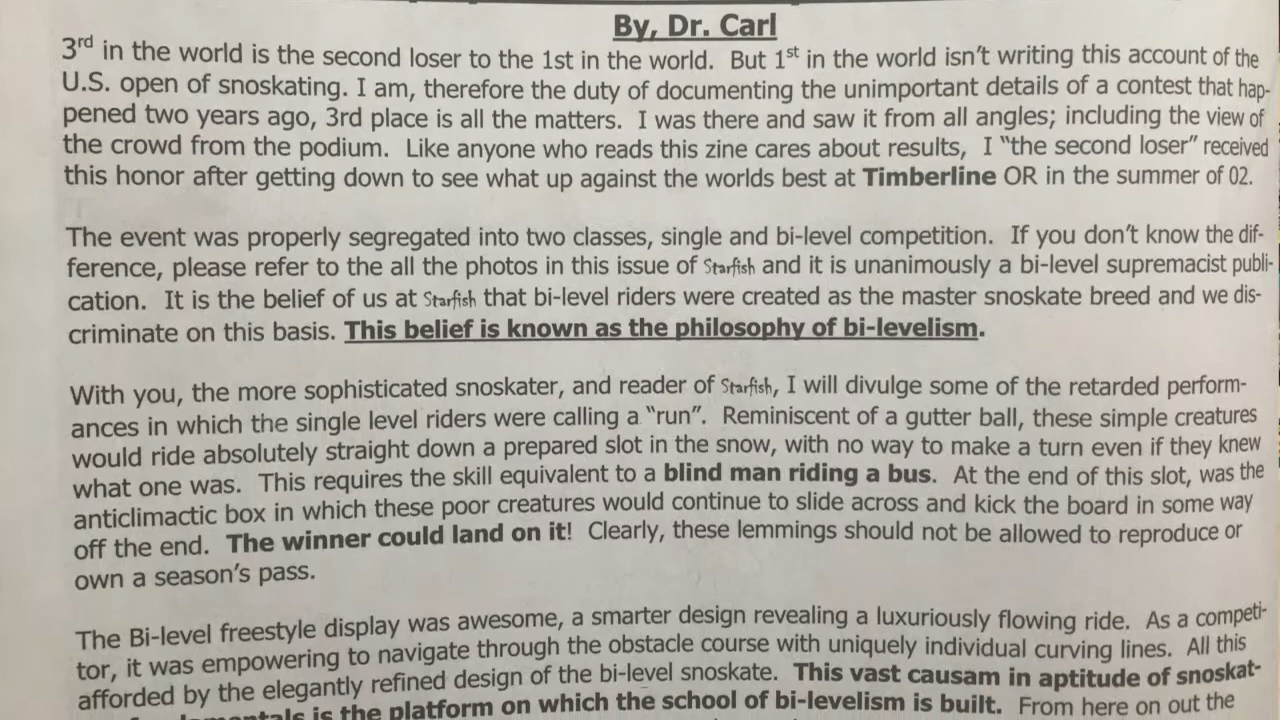 By, Dr. Carl
3rd in the world is the second loser to the 1st in the world. But 1st in the world isn't writing this account of the
U.S. open of snoskating. I am, therefore the duty of documenting the unimportant details of a contest that hap-
pened two years ago, 3rd place is all the matters. I was there and saw it from all angles; including the view of
the crowd from the podium. Like anyone who reads this zine cares about results, I "the second loser" received
this honor after getting down to see what up against the worlds best at Timberline OR in the summer of 02.
The event was properly segregated into two classes, single and bi-level competition. If you don't know the dif-
ference, please refer to the all the photos in this issue of Starfish and it is unanimously a bi-level supremacist publi-
cation. It is the belief of us at Starfish that bi-level riders were created as the master snoskate breed and we dis-
criminate on this basis. This belief is known as the philosophy of bi-levelism.
With you, the more sophisticated snoskater, and reader of Starfish, I will divulge some of the retarded perform-
ances in which the single level riders were calling a "run". Reminiscent of a gutter ball, these simple creatures
would ride absolutely straight down a prepared slot in the snow, with no way to make a turn even if they knew
what one was. This requires the skill equivalent to a blind man riding a bus. At the end of this slot, was the
anticlimactic box in which these poor creatures would continue to slide across and kick the board in some way
off the end. The winner could land on it! Clearly, these lemmings should not be allowed to reproduce or
own a season's pass.
The Bi-level freestyle display was awesome, a smarter design revealing a luxuriously flowing ride. As a competi-
tor, it was empowering to navigate through the obstacle course with uniquely individual curving lines. All this
afforded by the elegantly refined design of the bi-level snoskate. This vast causam in aptitude of snoskat-
is the platform on which the school of bi-levelism is built. From here on out the